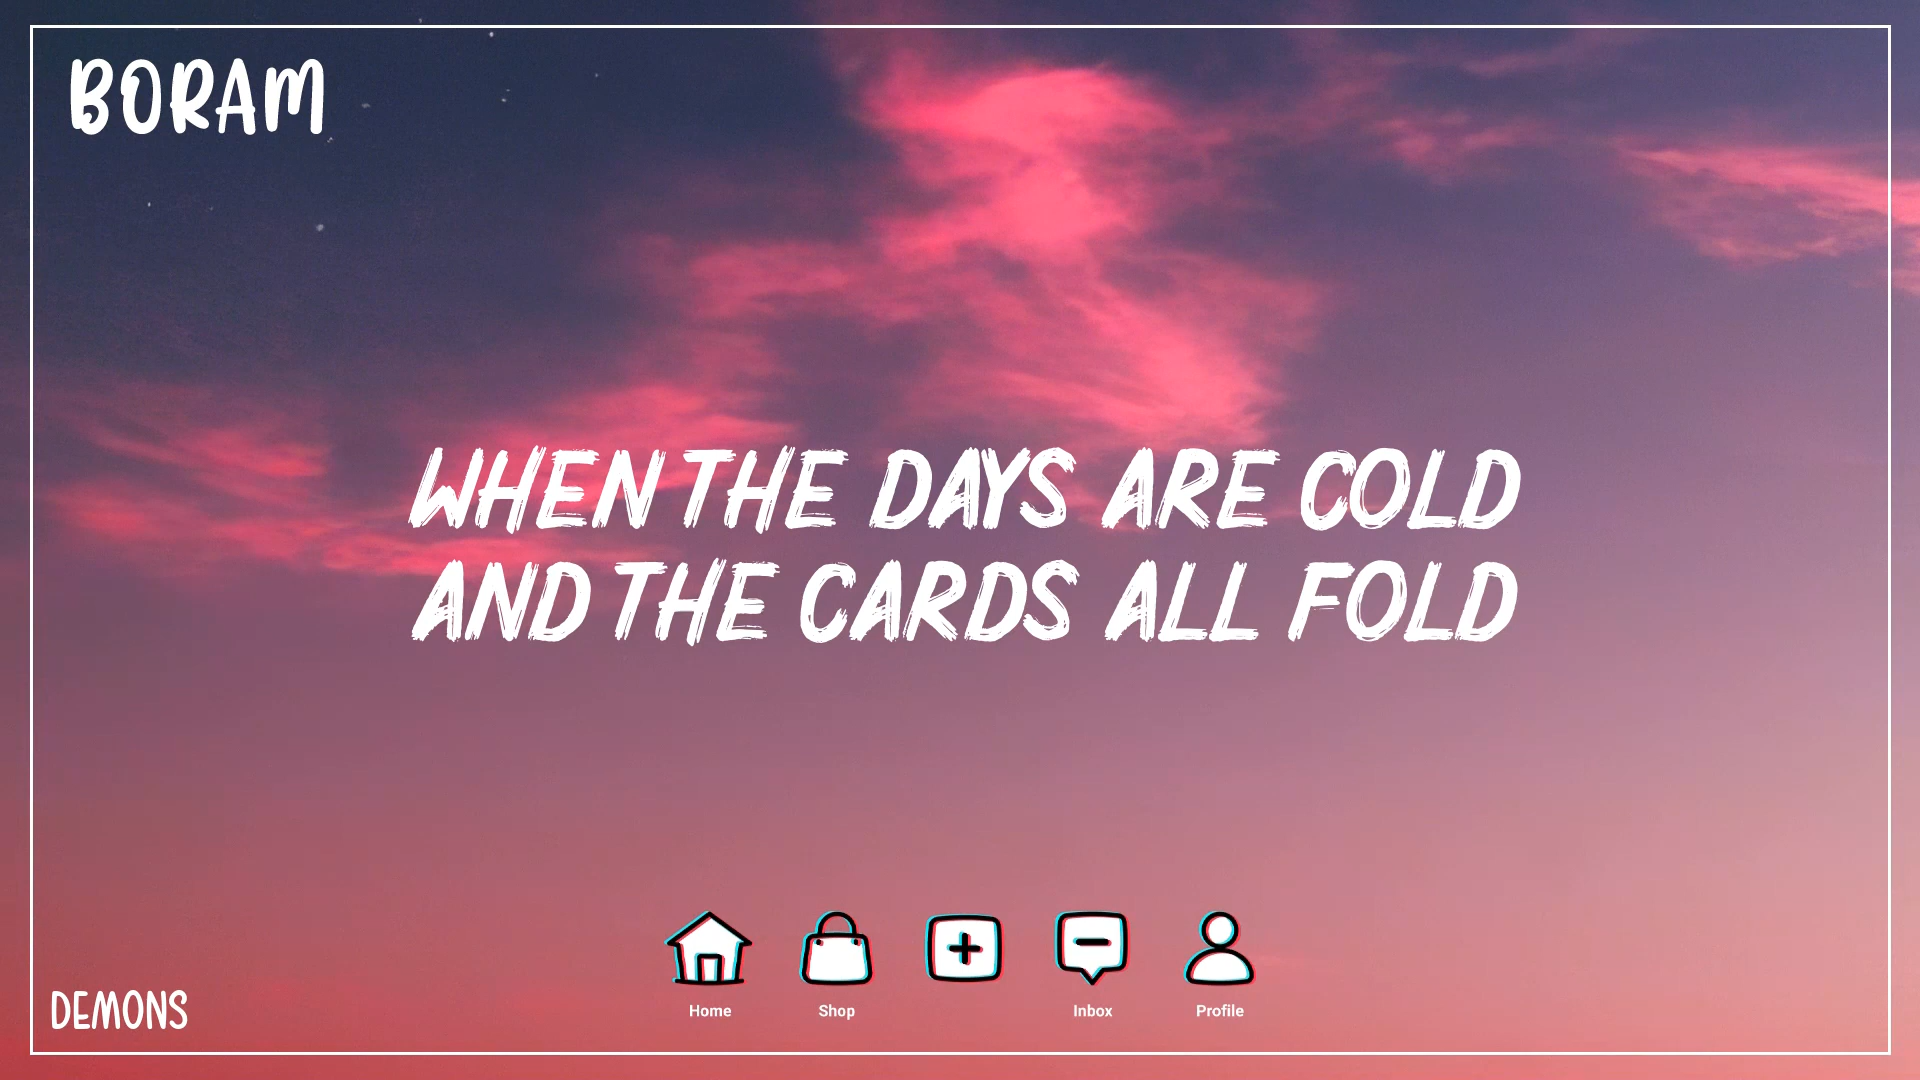 BORAM
WHEN THE DAYS ARE COLD
AND THE CARDS ALL FOLD
Home
Shop
Inbox
Profile
DEMONS